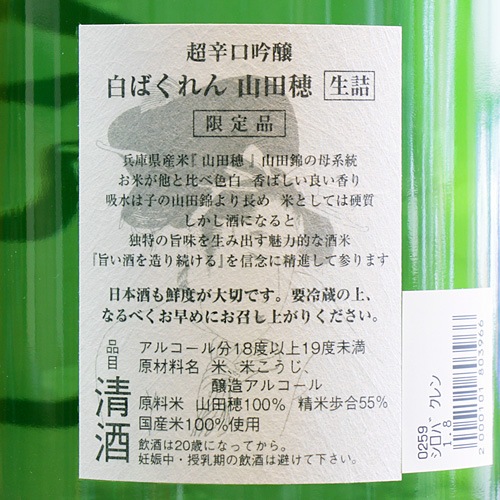 超辛口吟醸
白ばくれん 山田穂 生詰
限定品
兵庫県産米『 山田穂 』 山田錦の母系統
お米が他と比べ色白 香ばしい良い香り
吸水は子の山田錦より長め 米としては硬質
しかし酒になると
独特の旨味を生み出す魅力的な酒米
『旨い酒を造り続ける』を信念に精進して参ります
日本酒も鮮度が大切です。要冷蔵の上、
なるべくお早めにお召し上がりください。
品目
清酒
アルコール分18度以上19度未満
原材料名 米、米こうじ、
醸造アルコール
原料米 山田穂100% 精米歩合55%
国産米100%使用
飲酒は20歳になってから。
妊娠中・授乳期の飲酒は避けて下さい。
0259
シロバクレン
1.8
2 000101 803966